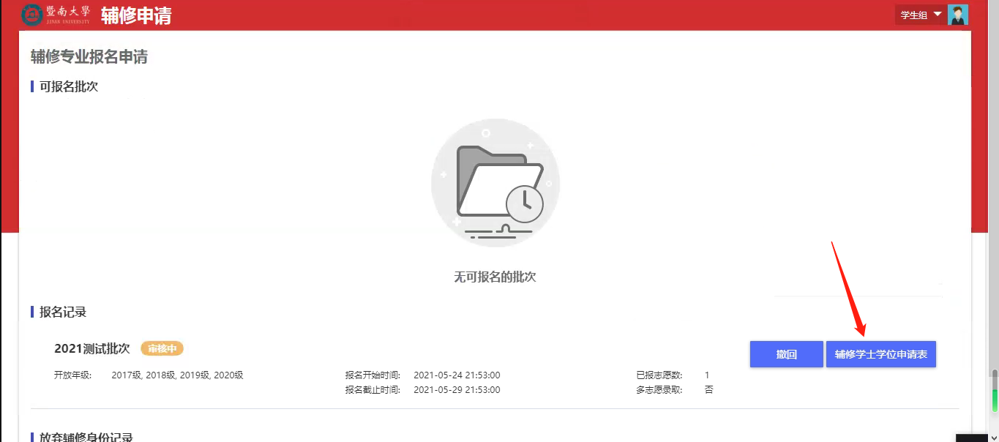 暨南大學
JINAN UNIVERSITY
辅修申请
学生组
辅修专业报名申请
可报名批次
无可报名的批次
报名记录
2021测试批次 审核中
撤回 辅修学士学位申请表
开放年级: 2017级, 2018级, 2019级, 2020级 报名开始时间: 2021-05-24 21:53:00 已报志愿数: 1
报名截止时间: 2021-05-29 21:53:00 多志愿录取: 否
放弃辅修身份记录